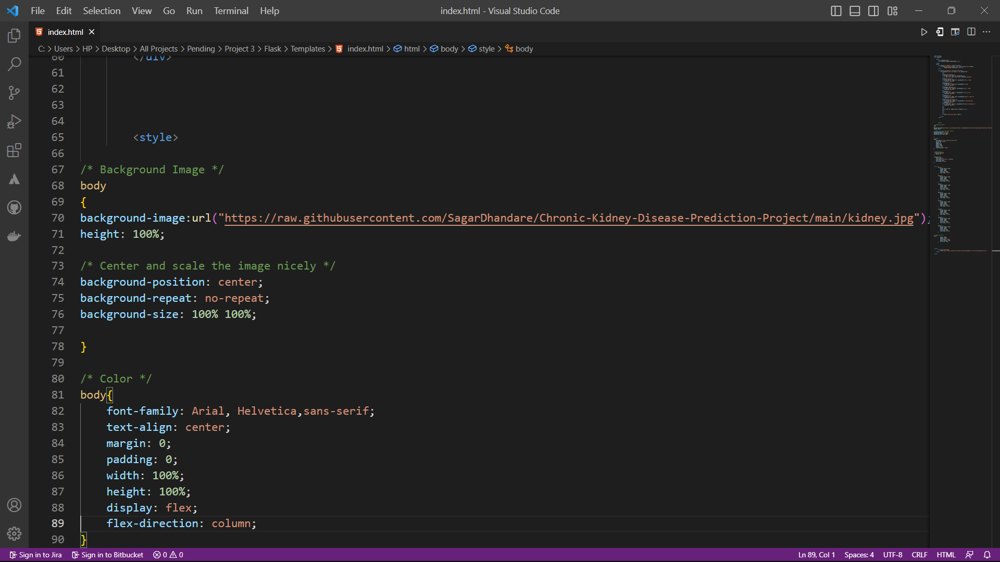 File Edit Selection View Go Run Terminal Help index.html - Visual Studio Code
index.html
C: > Users > HP > Desktop > All Projects > Pending > Project 3 > Flask > Templates > index.html > html > body > style > body
60 </div>
61
62
63
64
65 <style>
66
67 /* Background Image */
68 body
69 {
70 background-image:url("https://raw.githubusercontent.com/SagarDhandare/Chronic-Kidney-Disease-Prediction-Project/main/kidney.jpg");
71 height: 100%;
72
73 /* Center and scale the image nicely */
74 background-position: center;
75 background-repeat: no-repeat;
76 background-size: 100% 100%;
77
78 }
79
80 /* Color */
81 body{
82 font-family: Arial, Helvetica,sans-serif;
83 text-align: center;
84 margin: 0;
85 padding: 0;
86 width: 100%;
87 height: 100%;
88 display: flex;
89 flex-direction: column;
90 }
Sign in to Jira Sign in to Bitbucket 0 0 Ln 89, Col 1 Spaces: 4 UTF-8 CRLF HTML